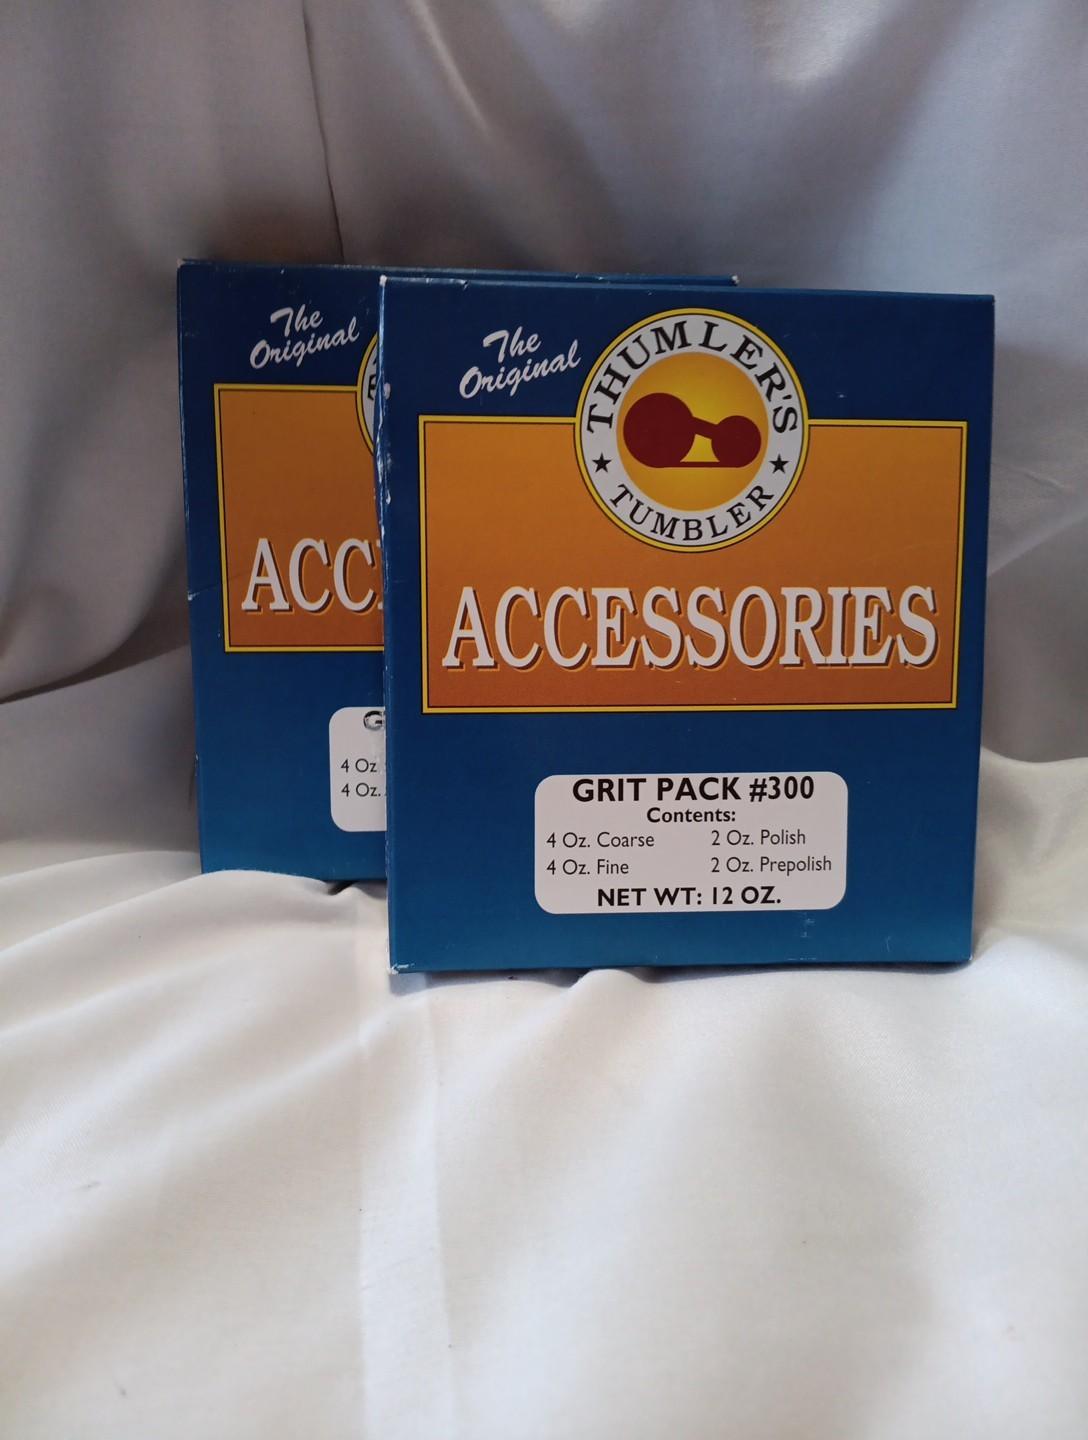 The
Original
ACC
4 Oz.
4 Oz.
The
Original
THUMLER'S
TUMBLER
ACCESSORIES
GRIT PACK #300
Contents:
4 Oz. Coarse 2 Oz. Polish
4 Oz. Fine 2 Oz. Prepolish
NET WT: 12 OZ.